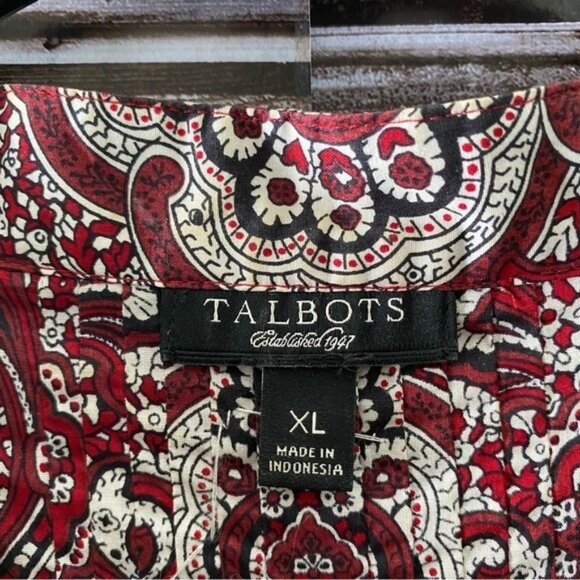 TALBOTS
Established 1947
XL
MADE IN
INDONESIA